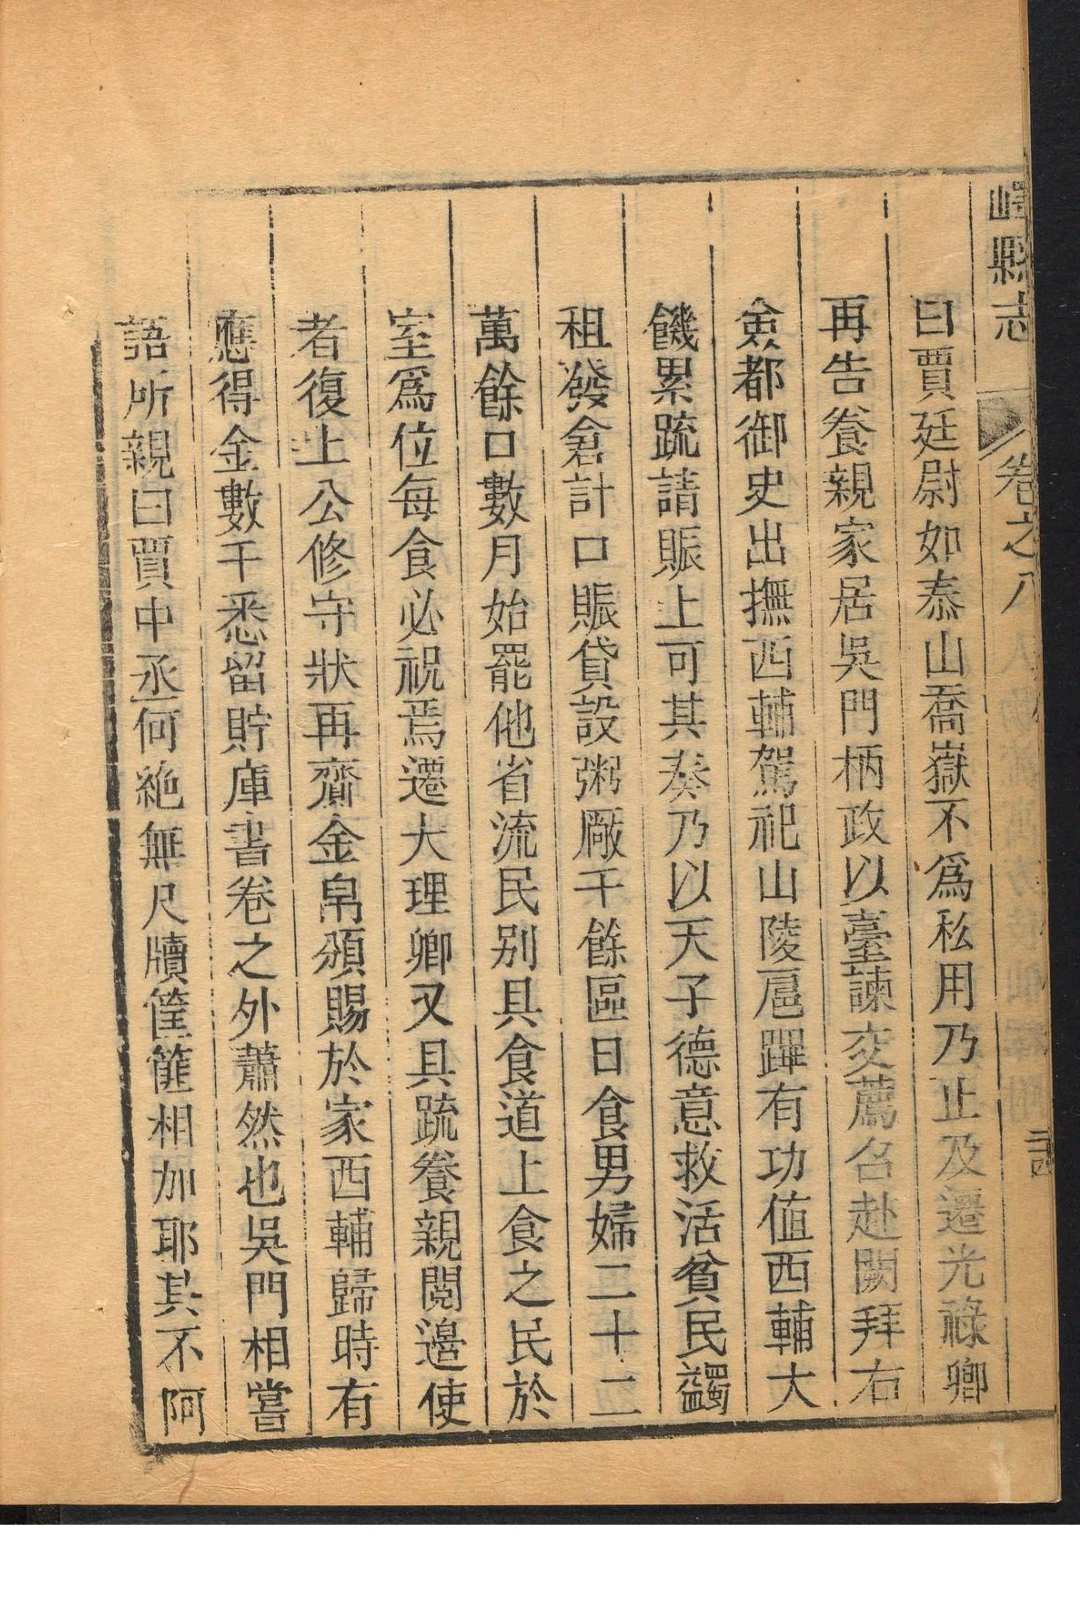 嶧縣志 卷之八 二十四
曰賈廷尉如泰山喬嶽不為私用乃止及遷光祿卿
再告養親家居吳門柄政以臺諫交薦召赴闕拜右
僉都御史出撫西輔駕祀山陵扈蹕有功值西輔大
饑累疏請賑上可其奏乃以天子德意救活貧民蠲
租發倉計口賑貸設粥廠千餘區日食男婦二十二
萬餘口數月始罷他省流民别具食道上食之民於
室爲位每食必祝焉遷大理卿又具疏養親閱邊使
者復上公修守狀再齎金帛頒賜於家西輔歸時有
應得金數千悉留貯庫書卷之外蕭然也吳門相嘗
語所親曰賈中丞何絶無尺牘筐篚相加耶其不阿